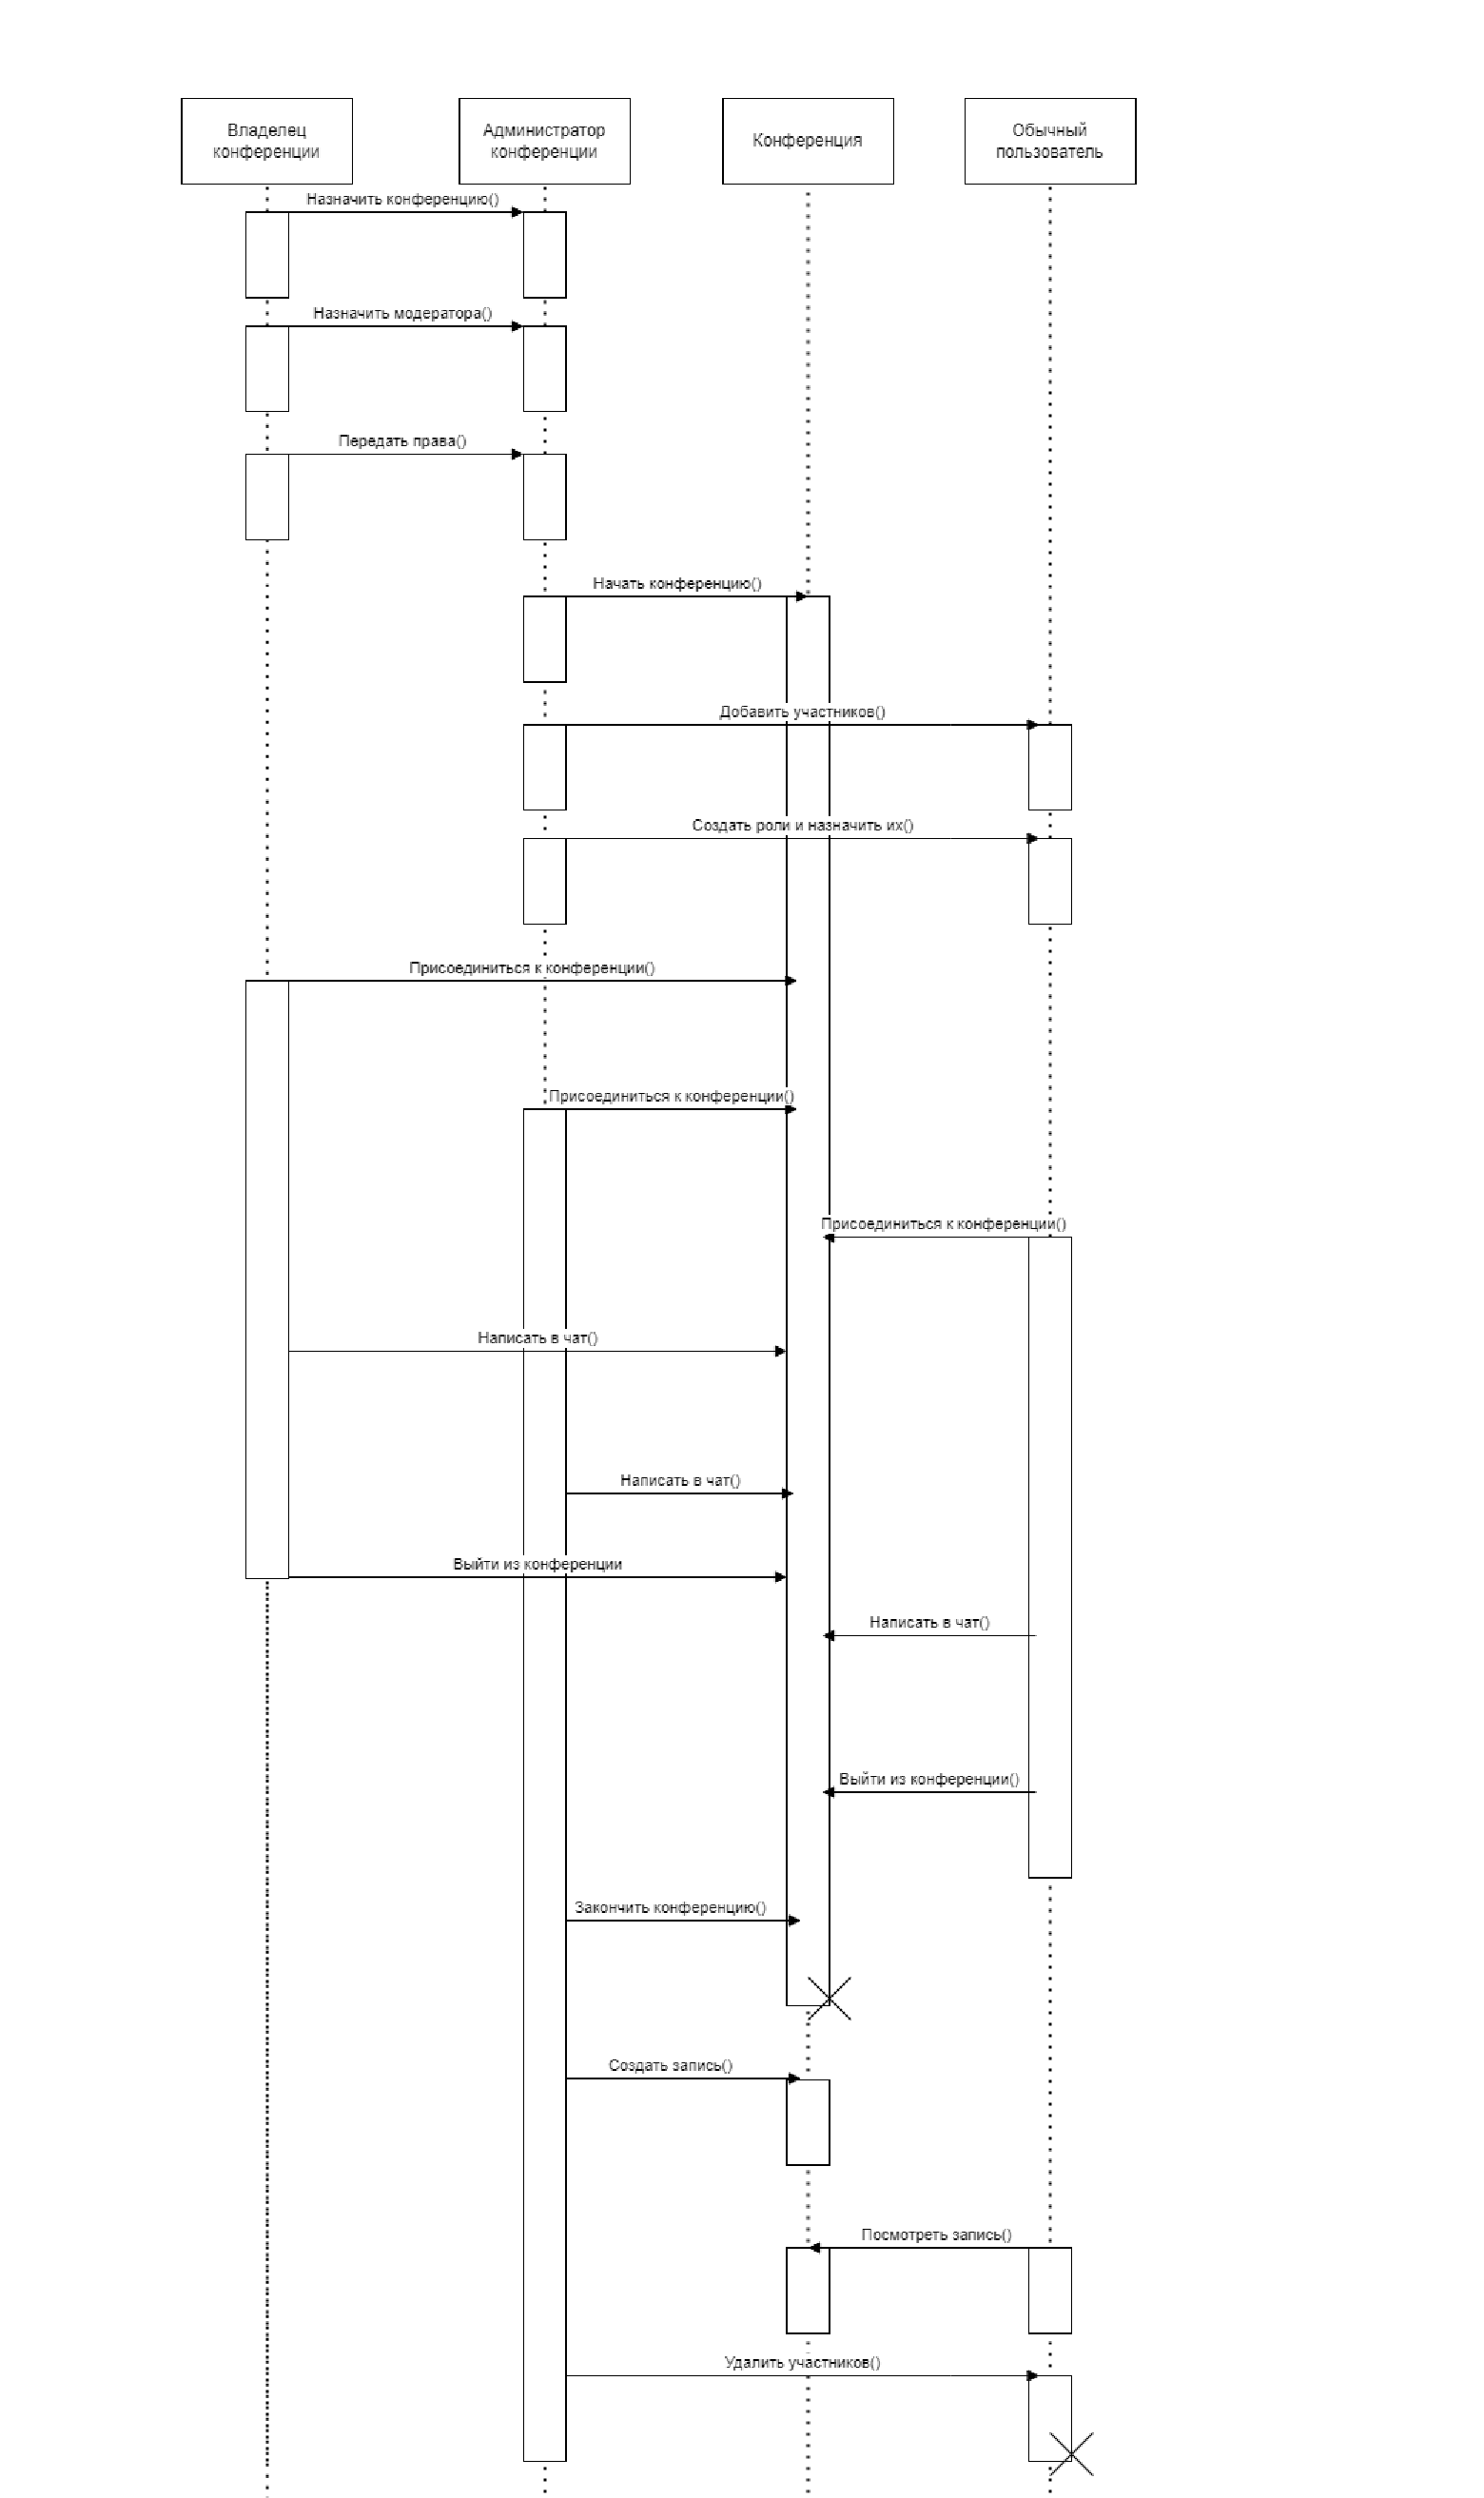 Владелец
конференции
Администратор
конференции
Конференция
Обычный
пользователь
Назначить конференцию()
Назначить модератора()
Передать права()
Начать конференцию()
Добавить участников()
Создать роли и назначить их()
Присоединиться к конференции()
Присоединиться к конференции()
Присоединиться к конференции()
Написать в чат()
Написать в чат()
Выйти из конференции
Написать в чат()
Выйти из конференции()
Закончить конференцию()
Создать запись()
Посмотреть запись()
Удалить участников()